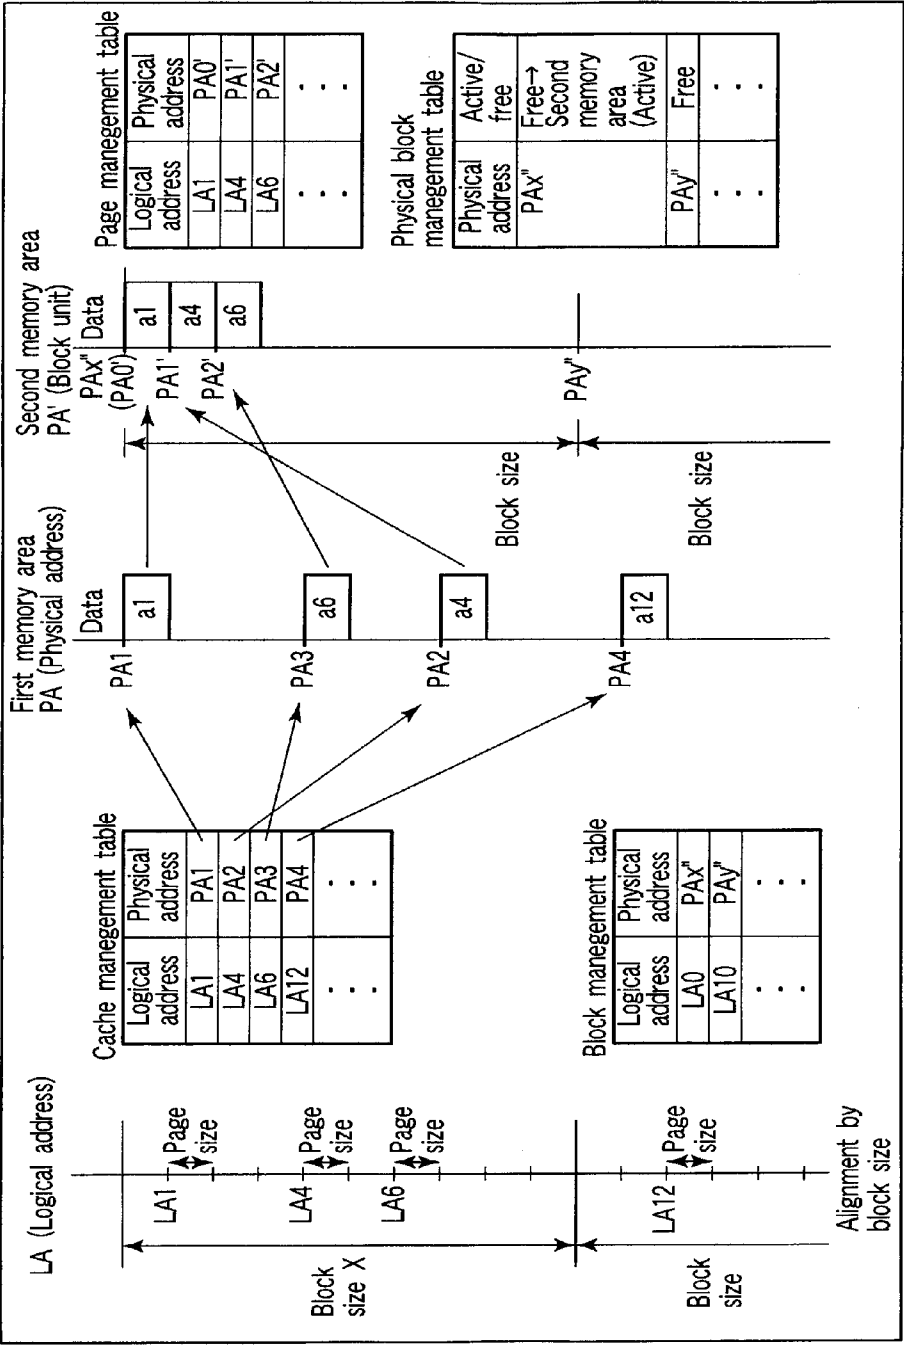 LA (Logical address)
LA1
Page
size
LA4
Page
size
LA6
Page
size
LA12
Page
size
Block
size X
Block
size
Alignment by
block size
Cache manegement table
Logical
address
Physical
address
LA1 PA1
LA4 PA2
LA6 PA3
LA12 PA4
. . . . . .
Block manegement table
Logical
address
Physical
address
LA0 PAx"
LA10 PAy"
. . . . . .
First memory area
PA (Physical address)
Data
PA1 a1
PA3 a6
PA2 a4
PA4 a12
Second memory area
PA' (Block unit)
PAx" Data
(PA0') a1
PA1' a4
PA2' a6
PAy"
Block size
Block size
Page manegement table
Logical
address
Physical
address
LA1 PA0'
LA4 PA1'
LA6 PA2'
. . . . . .
Physical block
manegement table
Physical
address
Active/
free
PAx" Free→
Second
memory
area
(Active)
PAy" Free
. . . . . .